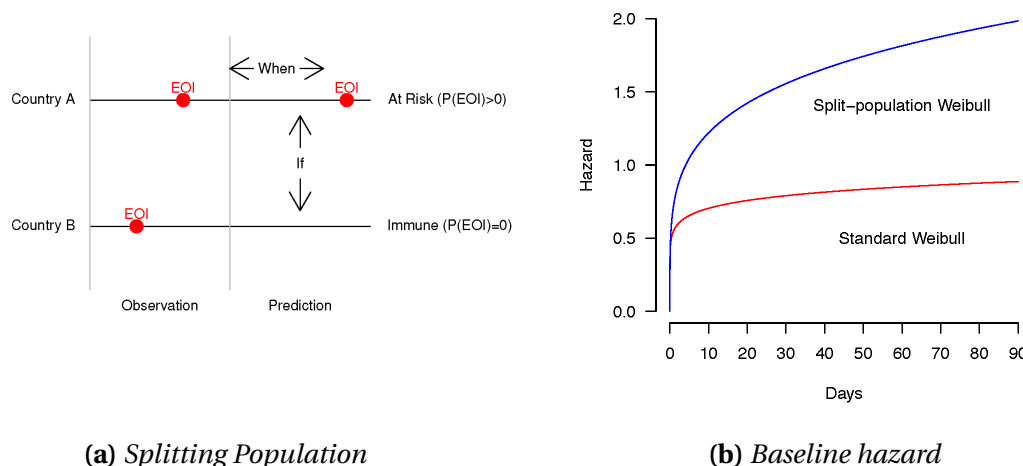 When
EOI
EOI
Country A
At Risk (P(EOI)>0)
If
EOI
Country B
Immune (P(EOI)=0)
Observation
Prediction
(a) Splitting Population
2.0
1.5
1.0
0.5
0.0
Hazard
Split−population Weibull
Standard Weibull
0 10 20 30 40 50 60 70 80 90
Days
(b) Baseline hazard